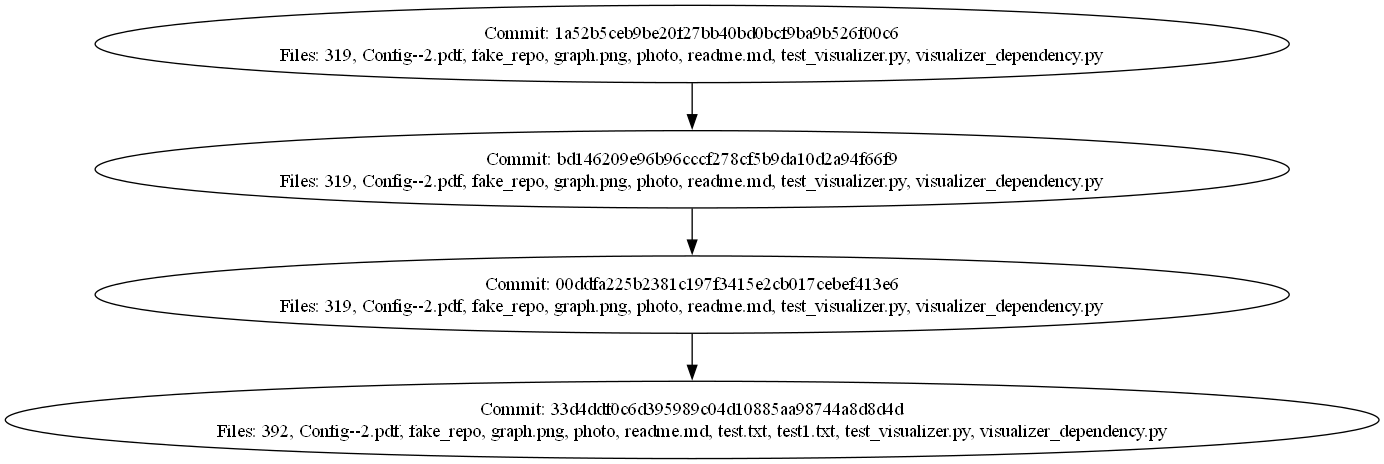 Commit: 1a52b5ceb9be20f27bb40bd0bcf9ba9b526f00c6
Files: 319, Config--2.pdf, fake_repo, graph.png, photo, readme.md, test_visualizer.py, visualizer_dependency.py
Commit: bd146209e96b96cccf278cf5b9da10d2a94f66f9
Files: 319, Config--2.pdf, fake_repo, graph.png, photo, readme.md, test_visualizer.py, visualizer_dependency.py
Commit: 00ddfa225b2381c197f3415e2cb017cebef413e6
Files: 319, Config--2.pdf, fake_repo, graph.png, photo, readme.md, test_visualizer.py, visualizer_dependency.py
Commit: 33d4ddf0c6d395989c04d10885aa98744a8d8d4d
Files: 392, Config--2.pdf, fake_repo, graph.png, photo, readme.md, test.txt, test1.txt, test_visualizer.py, visualizer_dependency.py